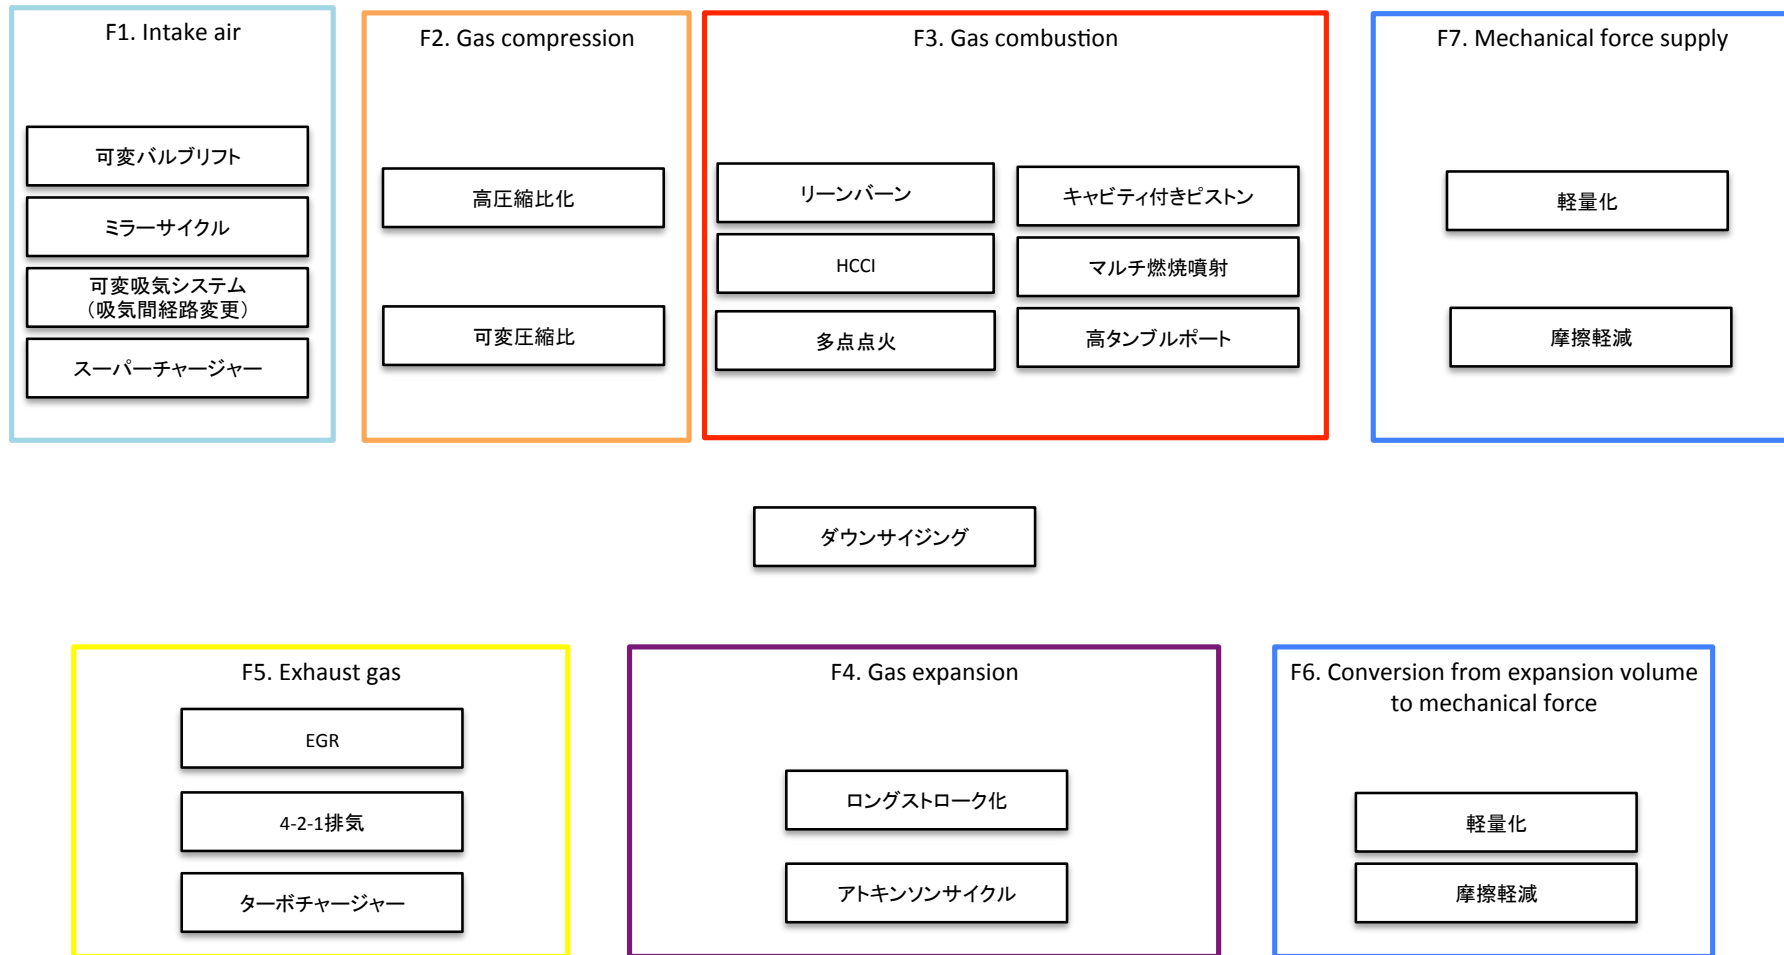 F1. Intake air
可変バルブリフト
ミラーサイクル
可変吸気システム
（吸気間経路変更）
スーパーチャージャー
F2. Gas compression
高圧縮比化
可変圧縮比
F3. Gas combustion
リーンバーン
キャビティ付きピストン
HCCI
マルチ燃焼噴射
多点点火
高タンブルポート
F7. Mechanical force supply
軽量化
摩擦軽減
ダウンサイジング
F5. Exhaust gas
EGR
4-2-1排気
ターボチャージャー
F4. Gas expansion
ロングストローク化
アトキンソンサイクル
F6. Conversion from expansion volume
to mechanical force
軽量化
摩擦軽減